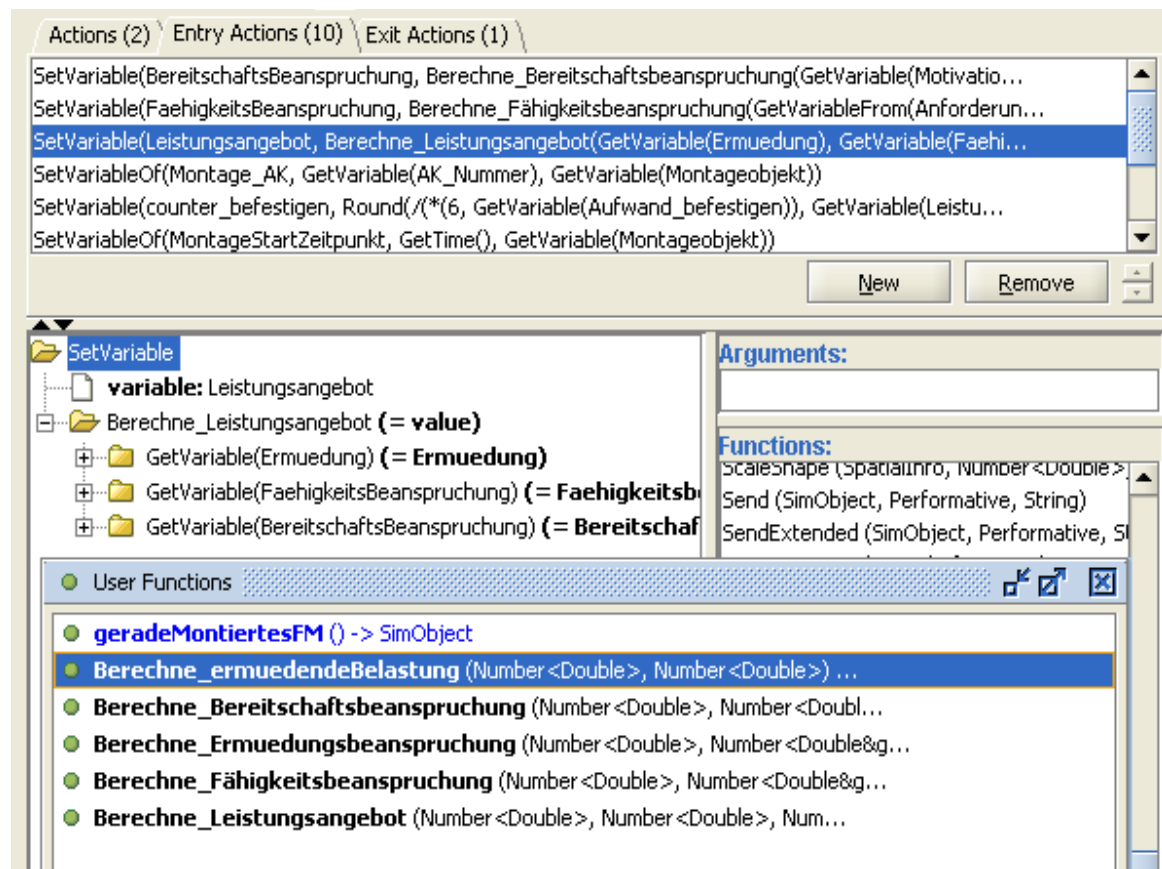 Actions (2) Entry Actions (10) Exit Actions (1)
SetVariable(BereitschaftsBeanspruchung, Berechne_Bereitschaftsbeanspruchung(GetVariable(Motivatio...
SetVariable(FaehigkeitsBeanspruchung, Berechne_Fähigkeitsbeanspruchung(GetVariableFrom(Anforderun...
SetVariable(Leistungsangebot, Berechne_Leistungsangebot(GetVariable(Ermuedung), GetVariable(Faehi...
SetVariableOf(Montage_AK, GetVariable(AK_Nummer), GetVariable(Montageobjekt))
SetVariable(counter_befestigen, Round(/(*(6, GetVariable(Aufwand_befestigen)), GetVariable(Leistu...
SetVariableOf(MontageStartZeitpunkt, GetTime(), GetVariable(Montageobjekt))
New Remove
SetVariable
variable: Leistungsangebot
Berechne_Leistungsangebot (= value)
GetVariable(Ermuedung) (= Ermuedung)
GetVariable(FaehigkeitsBeanspruchung) (= Faehigkeitsb
GetVariable(BereitschaftsBeanspruchung) (= Bereitschaf
Arguments:
Functions:
ScaleShape (SpatialInfo, Number<Double>
Send (SimObject, Performative, String)
SendExtended (SimObject, Performative, St
User Functions
geradeMontiertesFM () -> SimObject
Berechne_ermuedendeBelastung (Number<Double>, Number<Double>) ...
Berechne_Bereitschaftsbeanspruchung (Number<Double>, Number<Doubl...
Berechne_Ermuedungsbeanspruchung (Number<Double>, Number<Double&g...
Berechne_Fähigkeitsbeanspruchung (Number<Double>, Number<Double&g...
Berechne_Leistungsangebot (Number<Double>, Number<Double>, Num...